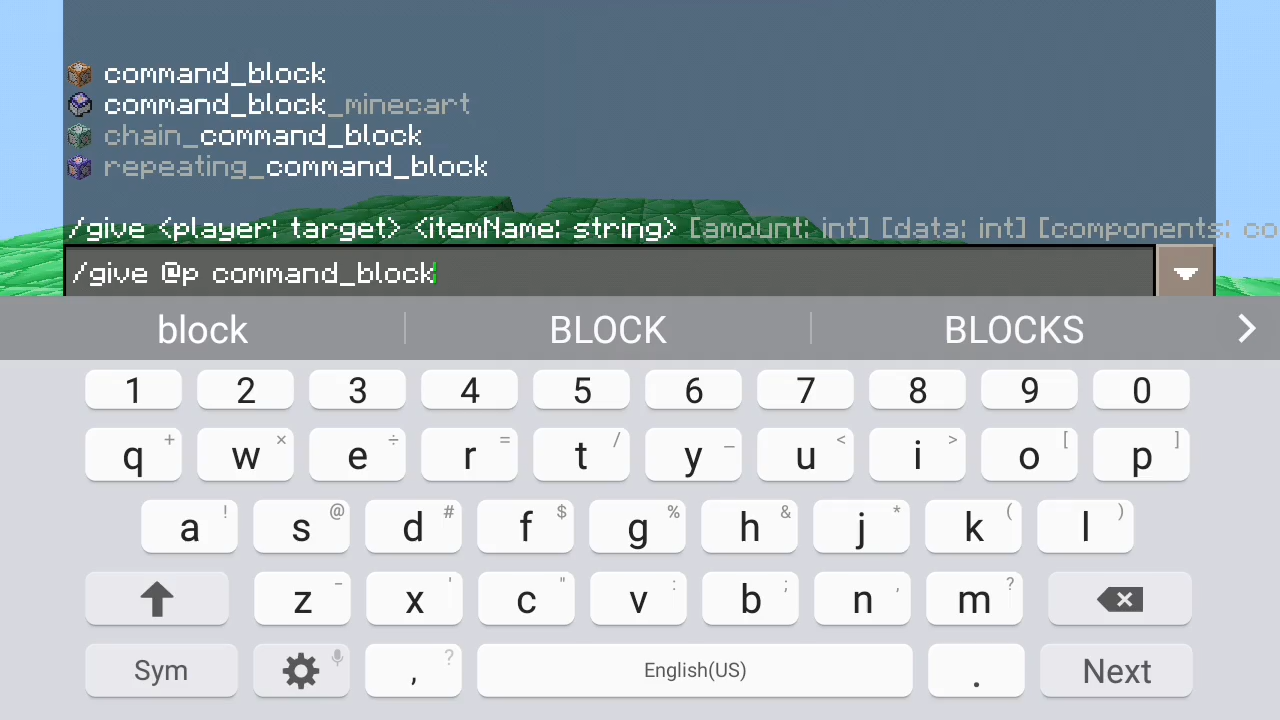 command_block
command_block_minecart
chain_command_block
repeating_command_block
/give <player: target> <itemName: string> [amount: int] [data: int] [components: co
/give @p command_block
block BLOCK BLOCKS
1 2 3 4 5 6 7 8 9 0
q + w × e ÷ r = t / y _ u < i > o [ p ]
a ! s @ d # f $ g % h & j * k ( l )
z - x ' c " v : b ; n , m ?
Sym , ? English(US) . Next